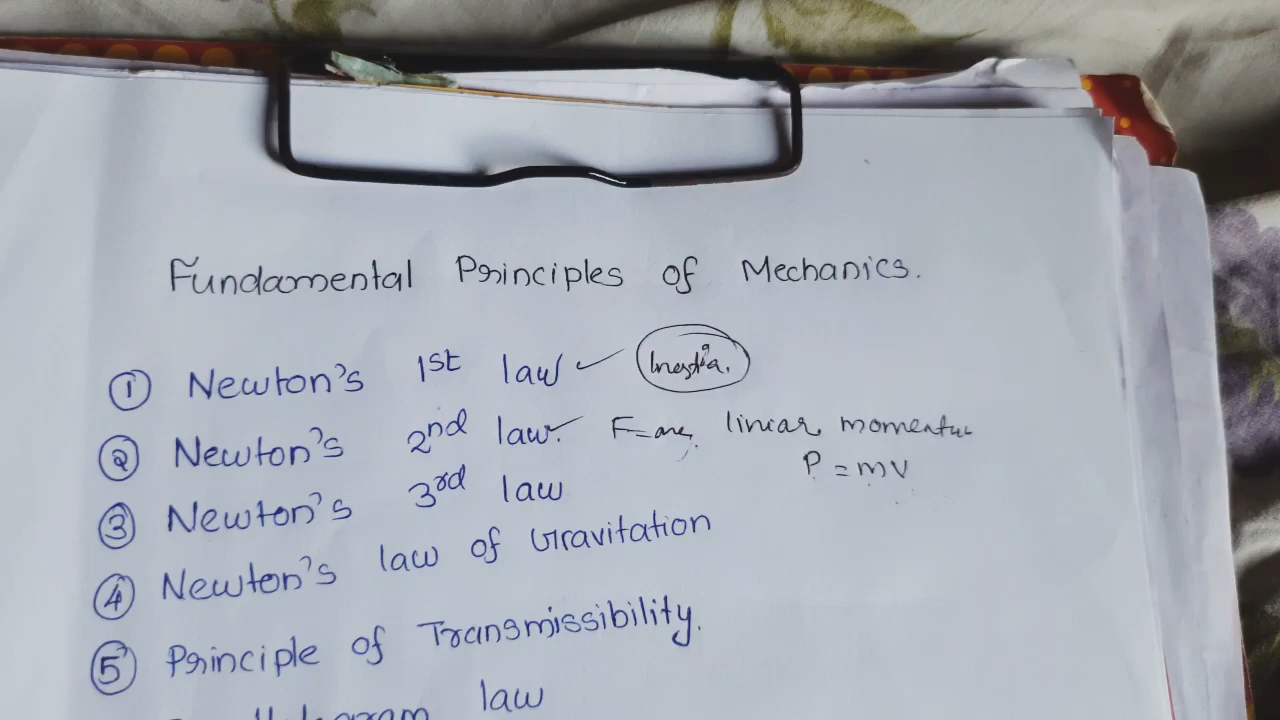 Fundamental Principles of Mechanics.
① Newton's 1st law ✓ Inertia.
② Newton's 2nd law. ✓ F=ma, linear momentum
P = mv
③ Newton's 3rd law
④ Newton's law of Gravitation
⑤ Principle of Transmissibility.
law